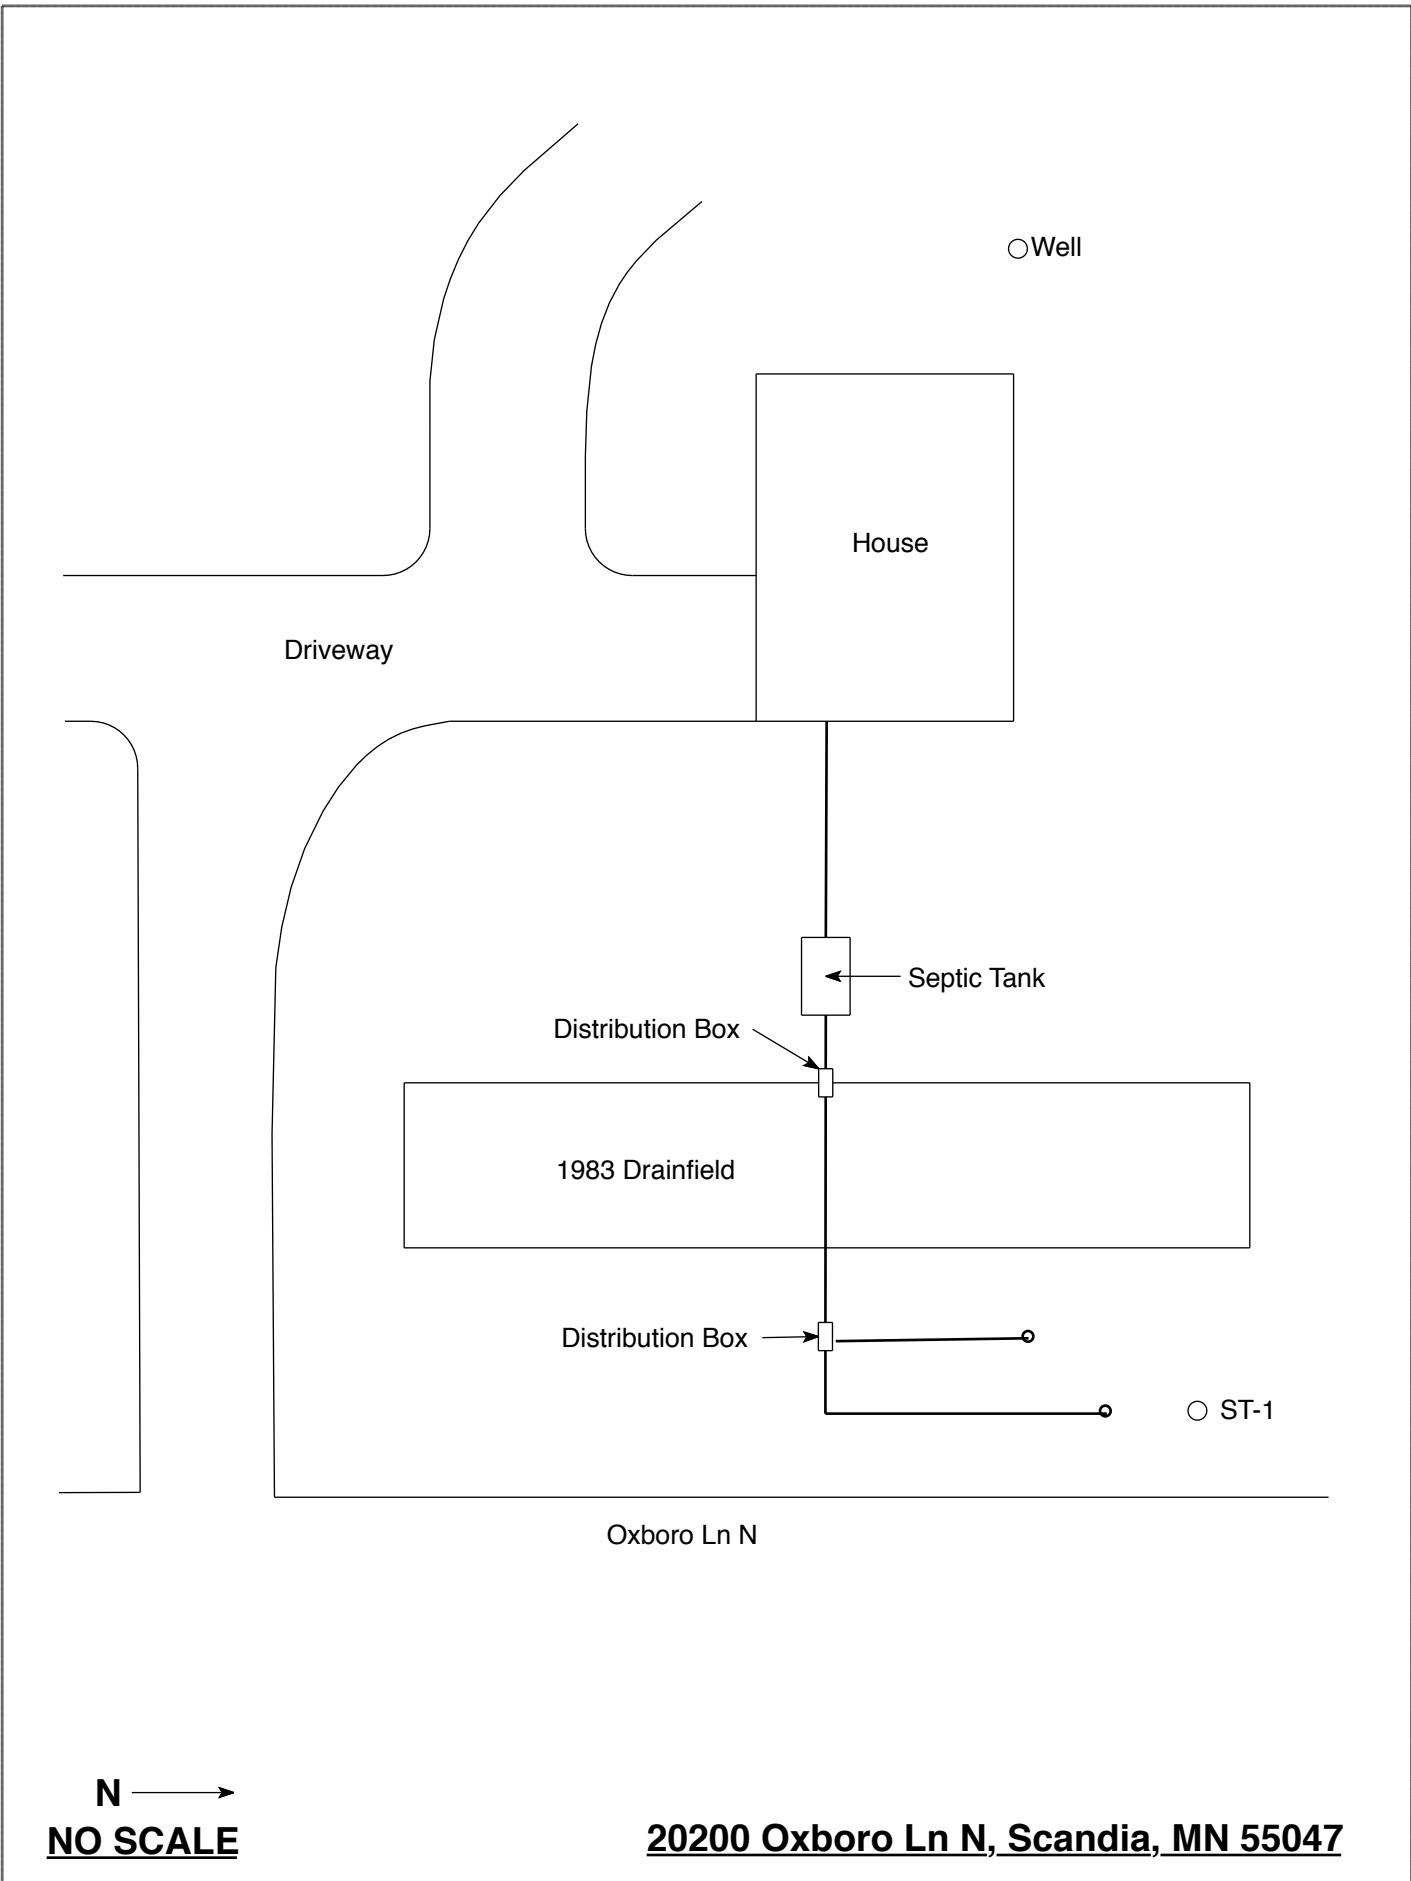 Well
House
Driveway
Septic Tank
Distribution Box
1983 Drainfield
Distribution Box
ST-1
Oxboro Ln N
N
NO SCALE
20200 Oxboro Ln N, Scandia, MN 55047